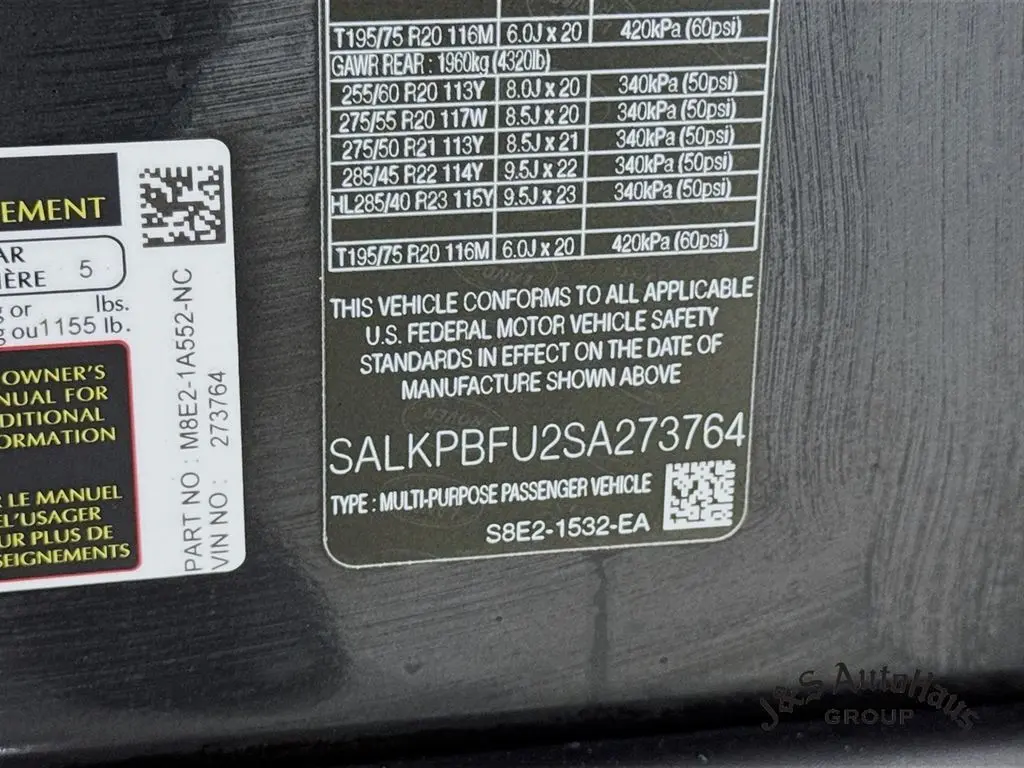 T195/75 R20 116M 6.0J x 20 420kPa (60psi)
GAWR REAR : 1960kg (4320lb)
255/60 R20 113Y 8.0J x 20 340kPa (50psi)
275/55 R20 117W 8.5J x 20 340kPa (50psi)
275/50 R21 113Y 8.5J x 21 340kPa (50psi)
285/45 R22 114Y 9.5J x 22 340kPa (50psi)
HL285/40 R23 115Y 9.5J x 23 340kPa (50psi)
T195/75 R20 116M 6.0J x 20 420kPa (60psi)
THIS VEHICLE CONFORMS TO ALL APPLICABLE
U.S. FEDERAL MOTOR VEHICLE SAFETY
STANDARDS IN EFFECT ON THE DATE OF
MANUFACTURE SHOWN ABOVE
SALKPBFU2SA273764
TYPE : MULTI-PURPOSE PASSENGER VEHICLE
S8E2-1532-EA
EMENT
AR
IÈRE 5
g or lbs.
g ou 1155 lb.
OWNER'S
NUAL FOR
DITIONAL
ORMATION
R LE MANUEL
EL'USAGER
UR PLUS DE
SEIGNEMENTS
PART NO : M8E2-1A552-NC
VIN NO : 273764
J&S AutoHaus
GROUP